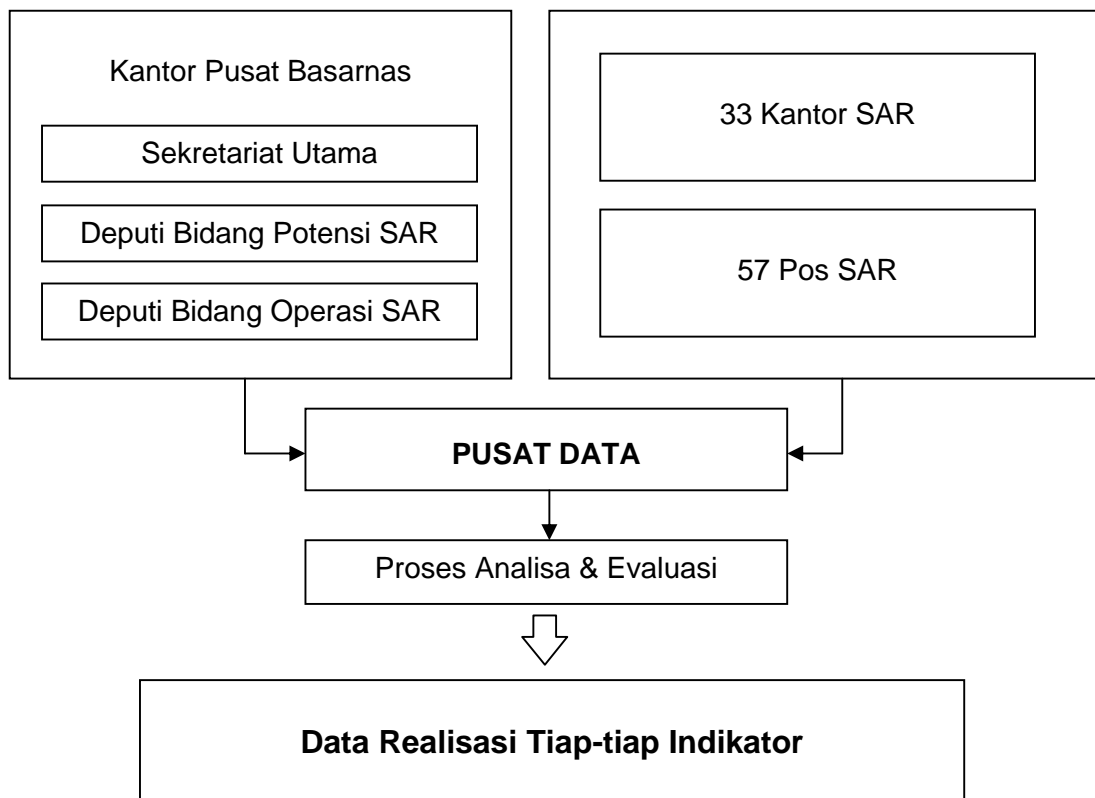 Kantor Pusat Basarnas
Sekretariat Utama
Deputi Bidang Potensi SAR
Deputi Bidang Operasi SAR
33 Kantor SAR
57 Pos SAR
PUSAT DATA
Proses Analisa & Evaluasi
Data Realisasi Tiap-tiap Indikator